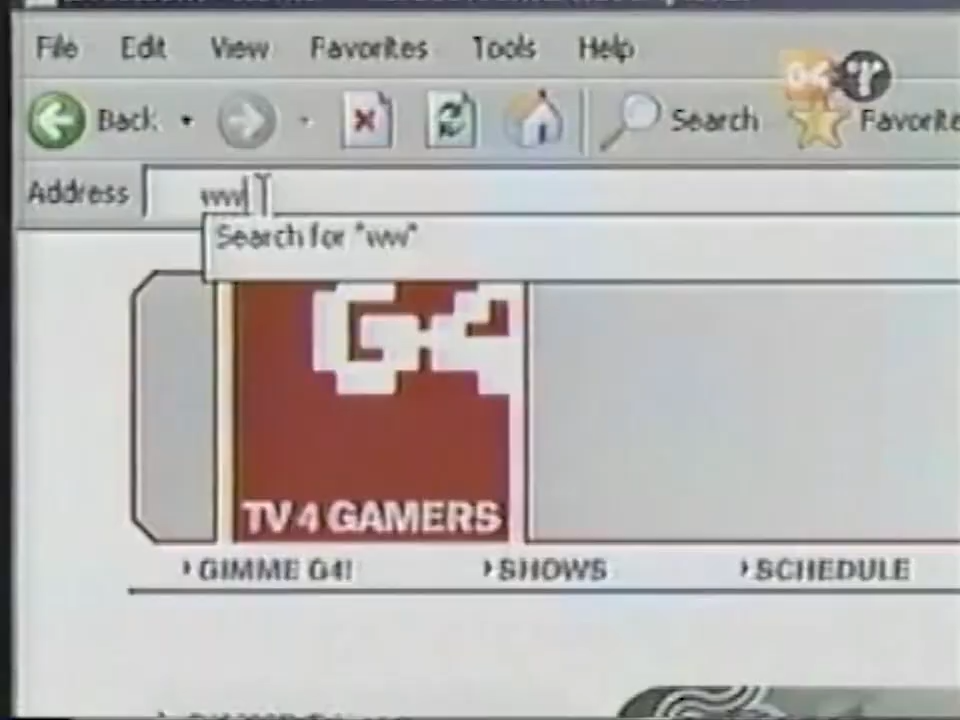 File Edit View Favorites Tools Help
Back Search Favorite
Address ww
Search for "ww"
G4
TV 4 GAMERS
GIMME G4! SHOWS SCHEDULE
G4